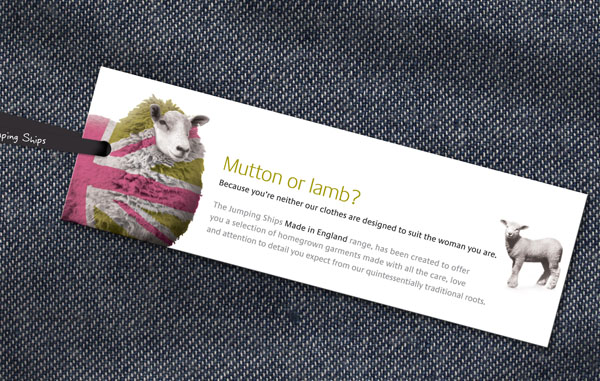 Ships
Mutton or lamb?
Because you're neither our clothes are designed to suit the woman you are.
The Jumping Ships Made in England range, has been created to offer
you a selection of homegrown garments made with all the care, love
and attention to detail you expect from our quintessentially traditional roots.